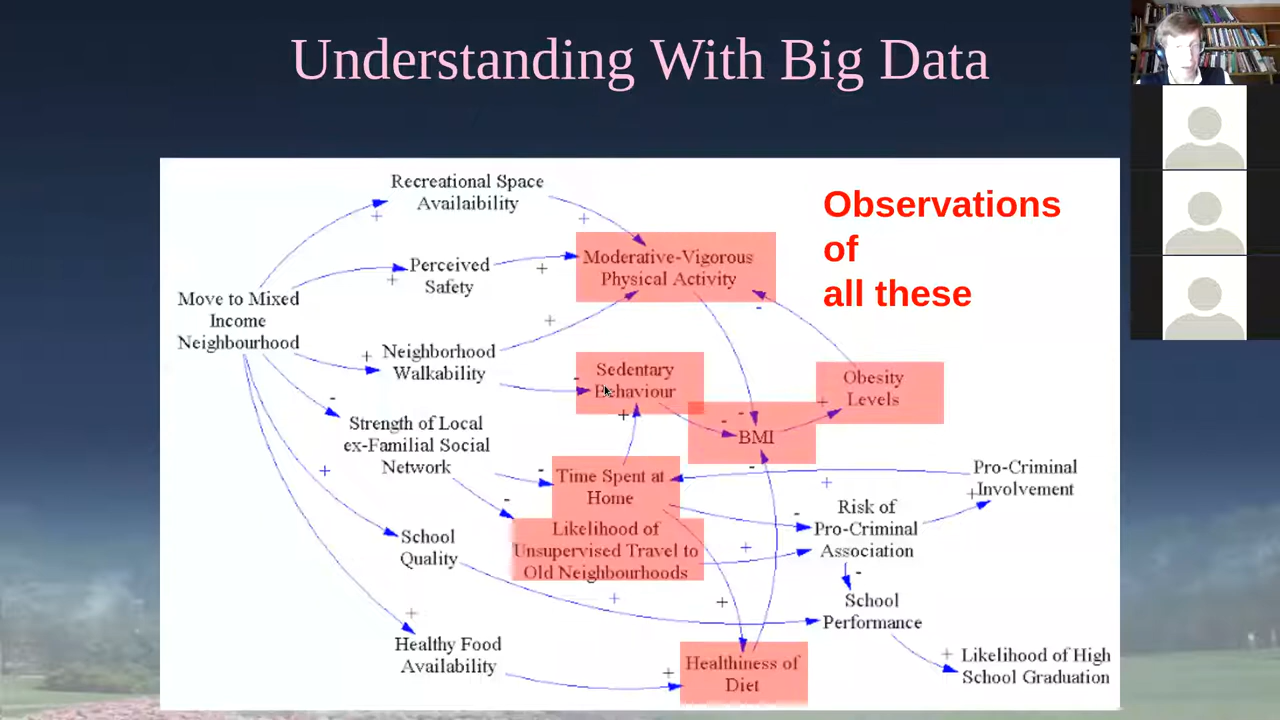 Understanding With Big Data
Recreational Space
Availaibility
Observations
of
all these
Moderative-Vigorous
Physical Activity
Perceived
Safety
Move to Mixed
Income
Neighbourhood
Neighborhood
Walkability
Sedentary
Behaviour
Obesity
Levels
BMI
Strength of Local
ex-Familial Social
Network
Time Spent at
Home
Pro-Criminal
Involvement
Likelihood of
Unsupervised Travel to
Old Neighbourhoods
Risk of
Pro-Criminal
Association
School
Quality
School
Performance
Healthy Food
Availability
Healthiness of
Diet
Likelihood of High
School Graduation